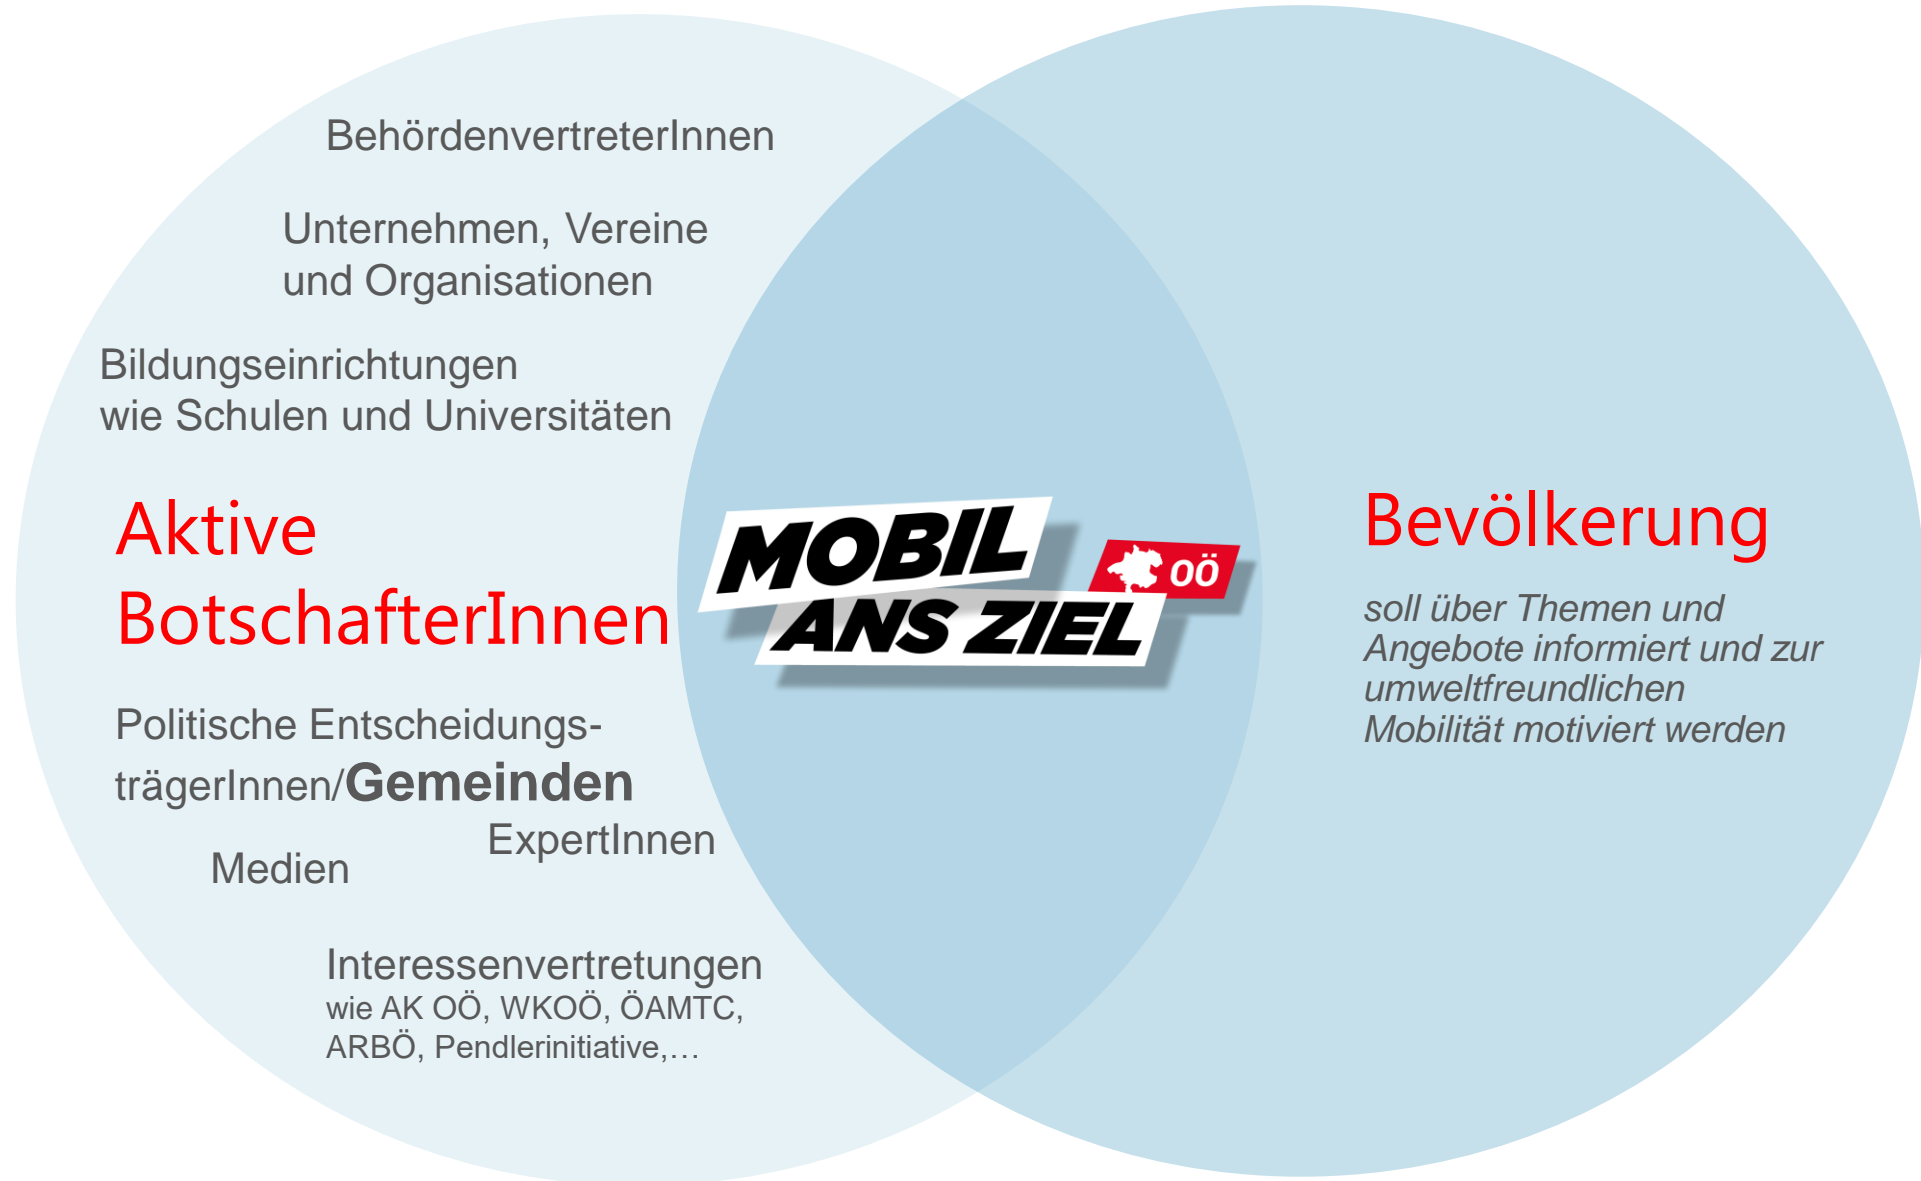 BehördenvertreterInnen
Unternehmen, Vereine
und Organisationen
Bildungseinrichtungen
wie Schulen und Universitäten
Aktive
BotschafterInnen
Politische Entscheidungs-
trägerInnen/Gemeinden
ExpertInnen
Medien
Interessenvertretungen
wie AK OÖ, WKOÖ, ÖAMTC,
ARBÖ, Pendlerinitiative,…
MOBIL
ANS ZIEL
OÖ
Bevölkerung
soll über Themen und
Angebote informiert und zur
umweltfreundlichen
Mobilität motiviert werden